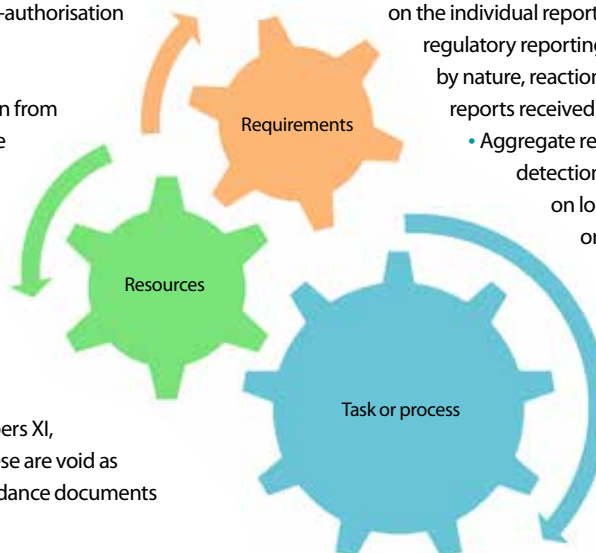 -authorisation
n from
e
Requirements
Resources
Task or process
ers XI,
ese are void as
dance documents
on the individual report
regulatory reporting
by nature, reaction
reports received
• Aggregate re
detection
on lo
or